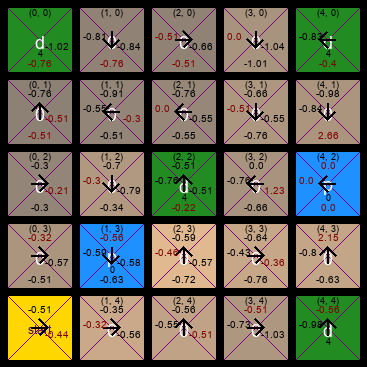 (0, 0) (1, 0) (2, 0) (3, 0) (4, 0)
-0.81 -0.51 0.0 -0.83
d -1.02 -0.84 -0.66 -1.04
4 4
-0.76 -0.76 -0.51 -1.01 -0.4
(0, 1) (1, 1) (2, 1) (3, 1) (4, 1)
-0.76 -0.91 -0.76 -0.66 -0.98
-0.55 0.0 -0.51
-0.51 -0.3 -0.55 -0.55
-0.51 -0.51 -0.55 -0.76 2.66
(0, 2) (1, 2) (2, 2) (3, 2) (4, 2)
-0.3 -0.7 -0.51 0.0 0.0
-0.3 -0.76 -0.76 0.0
-0.21 -0.79 -0.51 -1.23
4 0
-0.3 -0.34 -0.22 -0.66 0.0
(0, 3) (1, 3) (2, 3) (3, 3) (4, 3)
-0.32 -0.56 -0.59 -0.64 2.15
-0.59 -0.46 -0.43
-0.57 -0.58 -0.57 -0.36
0
-0.51 -0.63 -0.72 -0.76 -0.63
(1, 4) (2, 4) (3, 4) (4, 4)
-0.51 -0.35 -0.56 -0.51 -0.56
-0.32 -0.55 -0.73
-0.56 -0.51 -1.03 d
4